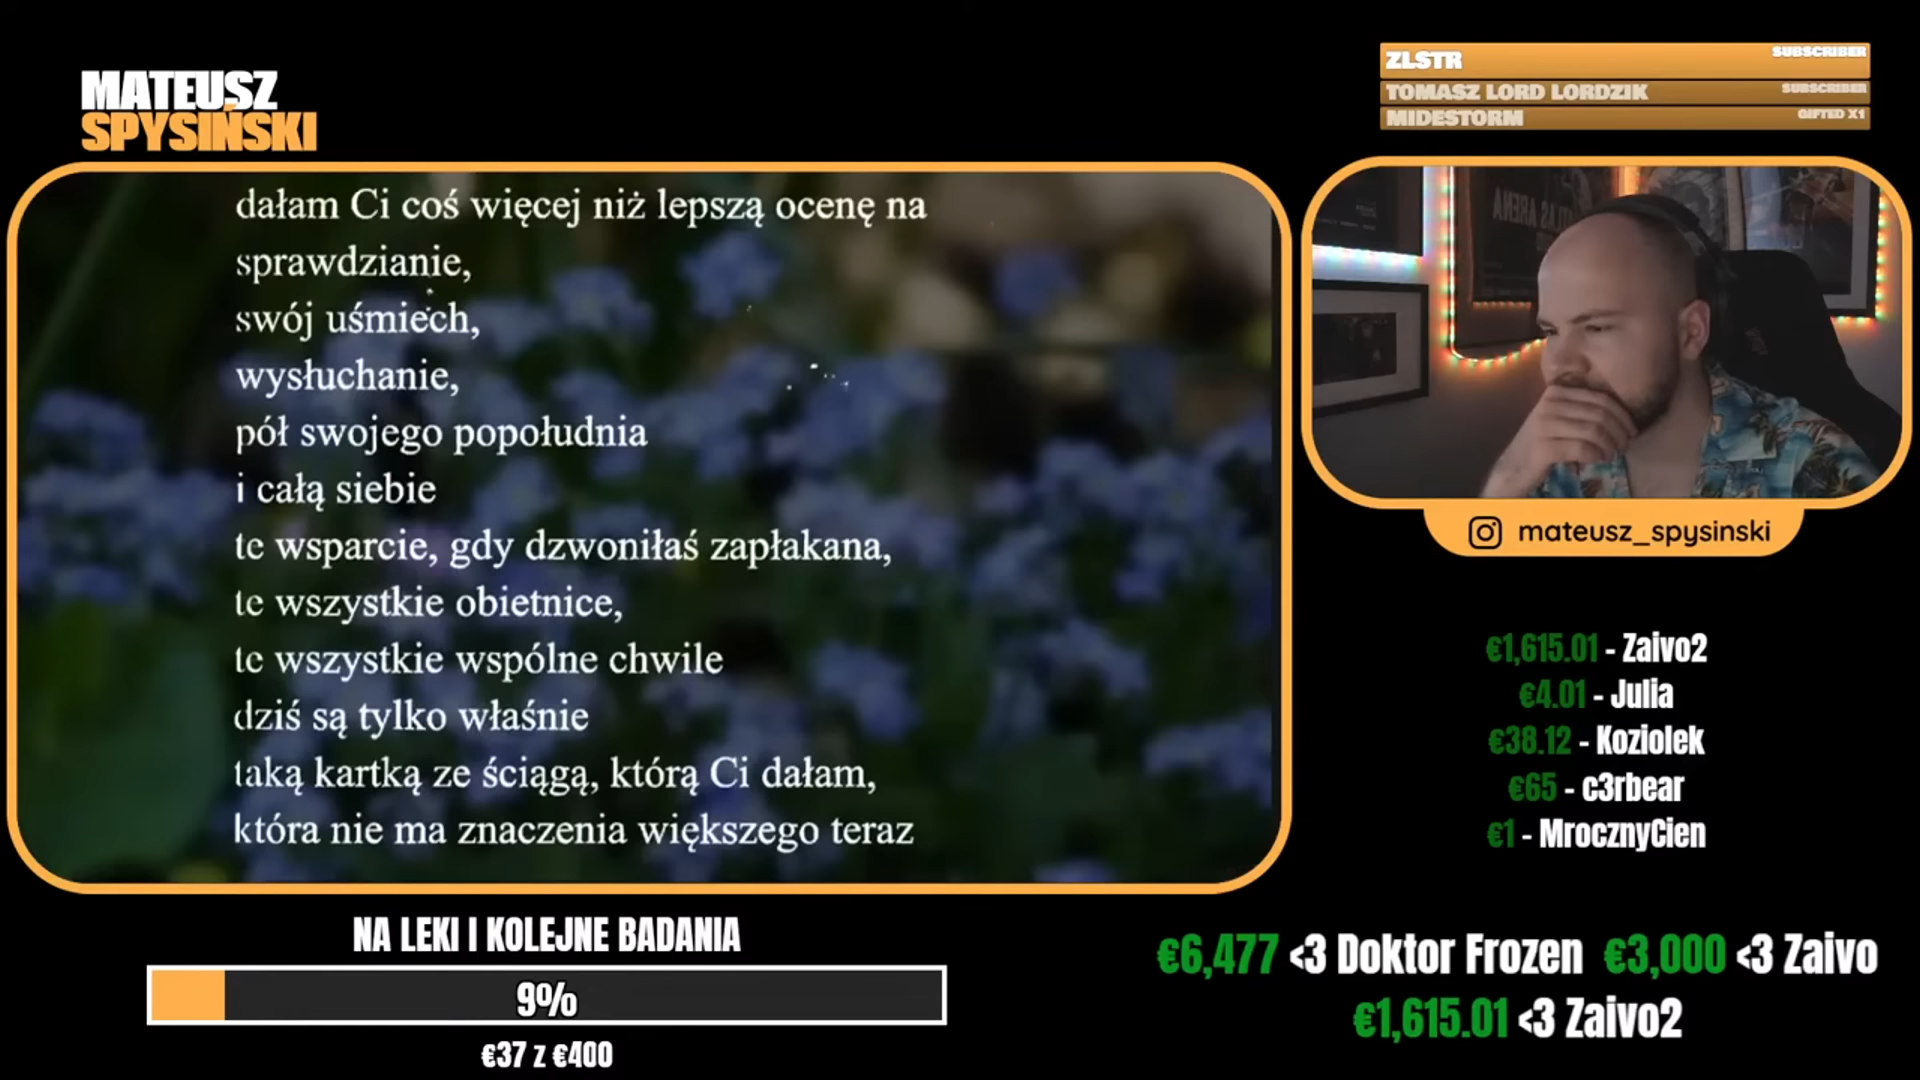 MATEUSZ
SPYSIŃSKI
ZLSTR SUBSCRIBER
TOMASZ LORD LORDZIK SUBSCRIBER
MIDESTORM GIFTED X1
dałam Ci coś więcej niż lepszą ocenę na
sprawdzianie,
swój uśmiech,
wysłuchanie,
pół swojego popołudnia
i całą siebie
te wsparcie, gdy dzwoniłaś zapłakana,
te wszystkie obietnice,
te wszystkie wspólne chwile
dziś są tylko właśnie
taką kartką ze ściągą, którą Ci dałam,
która nie ma znaczenia większego teraz
mateusz_spysinski
€1,615.01 - Zaivo2
€4.01 - Julia
€38.12 - Koziolek
€65 - c3rbear
€1 - MrocznyCien
NA LEKI I KOLEJNE BADANIA
9%
€37 z €400
€6,477 <3 Doktor Frozen €3,000 <3 Zaivo
€1,615.01 <3 Zaivo2